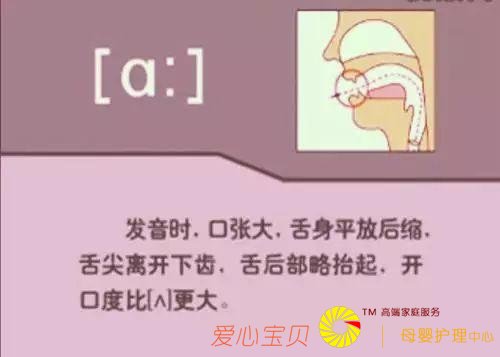 [ɑː]
发音时，口张大，舌身平放后缩，
舌尖离开下齿，舌后部略抬起，开
口度比[ʌ]更大。
爱心宝贝
TM 高端家庭服务
母婴护理中心